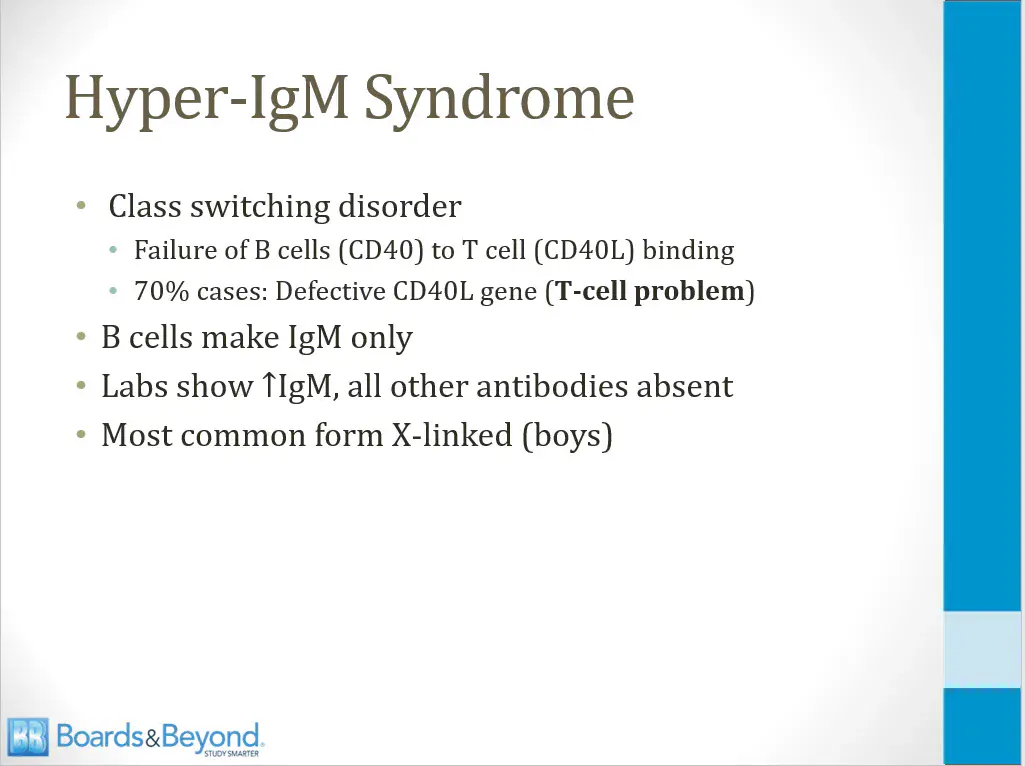 Hyper-IgM Syndrome
• Class switching disorder
• Failure of B cells (CD40) to T cell (CD40L) binding
• 70% cases: Defective CD40L gene (T-cell problem)
• B cells make IgM only
• Labs show ↑IgM, all other antibodies absent
• Most common form X-linked (boys)
BB Boards&Beyond.
STUDY SMARTER